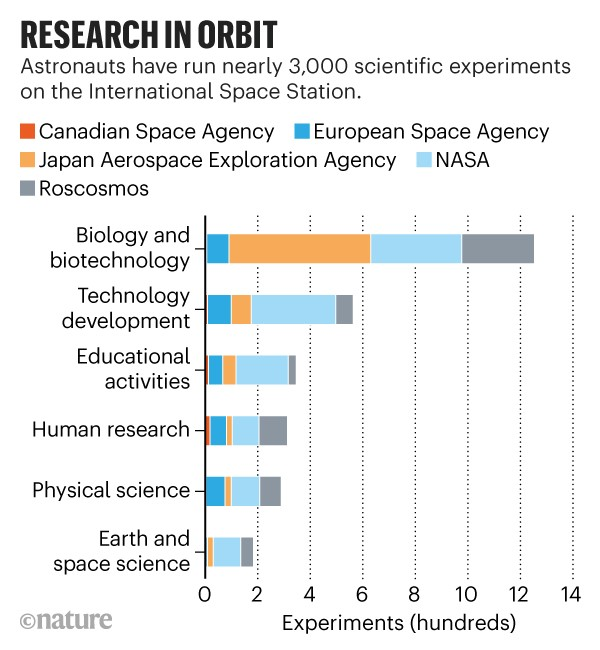 RESEARCH IN ORBIT
Astronauts have run nearly 3,000 scientific experiments
on the International Space Station.
Canadian Space Agency European Space Agency
Japan Aerospace Exploration Agency NASA
Roscosmos
Biology and
biotechnology
Technology
development
Educational
activities
Human research
Physical science
Earth and
space science
0 2 4 6 8 10 12 14
Experiments (hundreds)
©nature